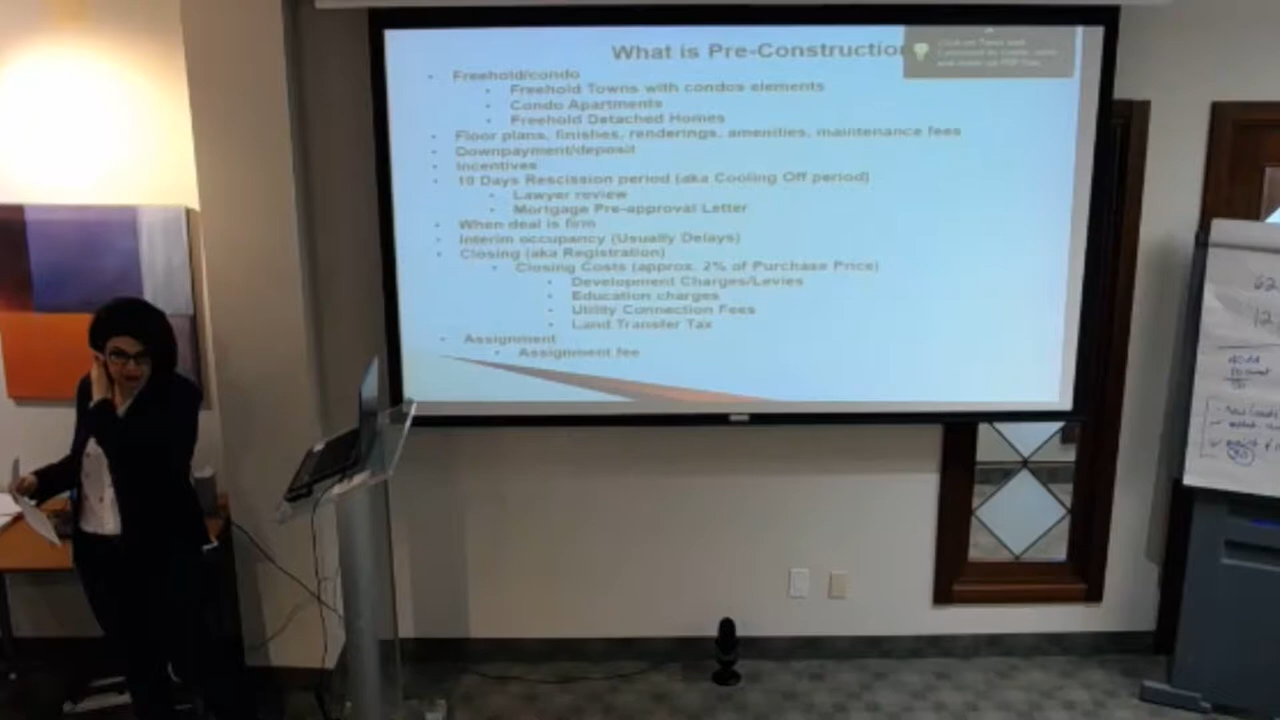 What is Pre-Construction
Freehold/condo
Freehold Towns with condos elements
Condo Apartments
Freehold Detached Homes
Floor plans, finishes, renderings, amenities, maintenance fees
Downpayment/deposit
Incentives
10 Days Rescission period (aka Cooling Off period)
Lawyer review
Mortgage Pre-approval Letter
When deal is firm
Interim occupancy (Usually Delays)
Closing (aka Registration)
Closing Costs (approx. 2% of Purchase Price)
Development Charges/Levies
Education charges
Utility Connection Fees
Land Transfer Tax
Assignment
Assignment fee
62
12